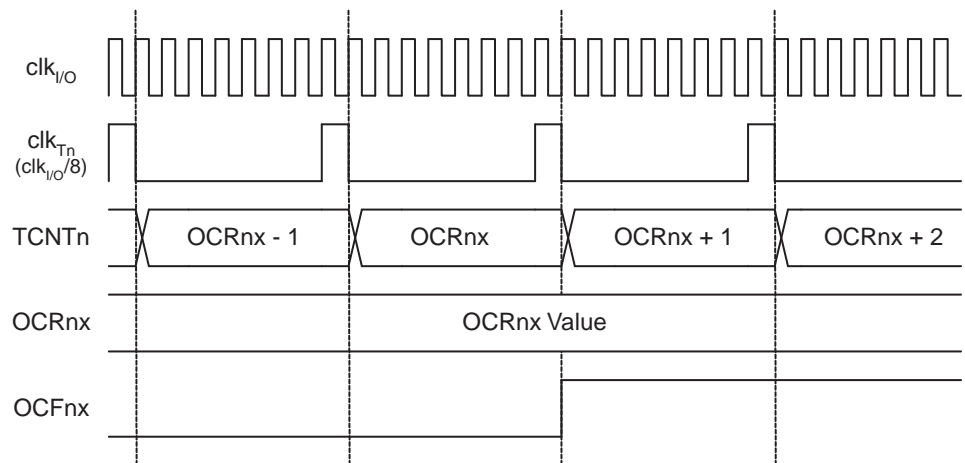 clkI/O
clkTn
(clkI/O/8)
TCNTn OCRnx - 1 OCRnx OCRnx + 1 OCRnx + 2
OCRnx OCRnx Value
OCFnx